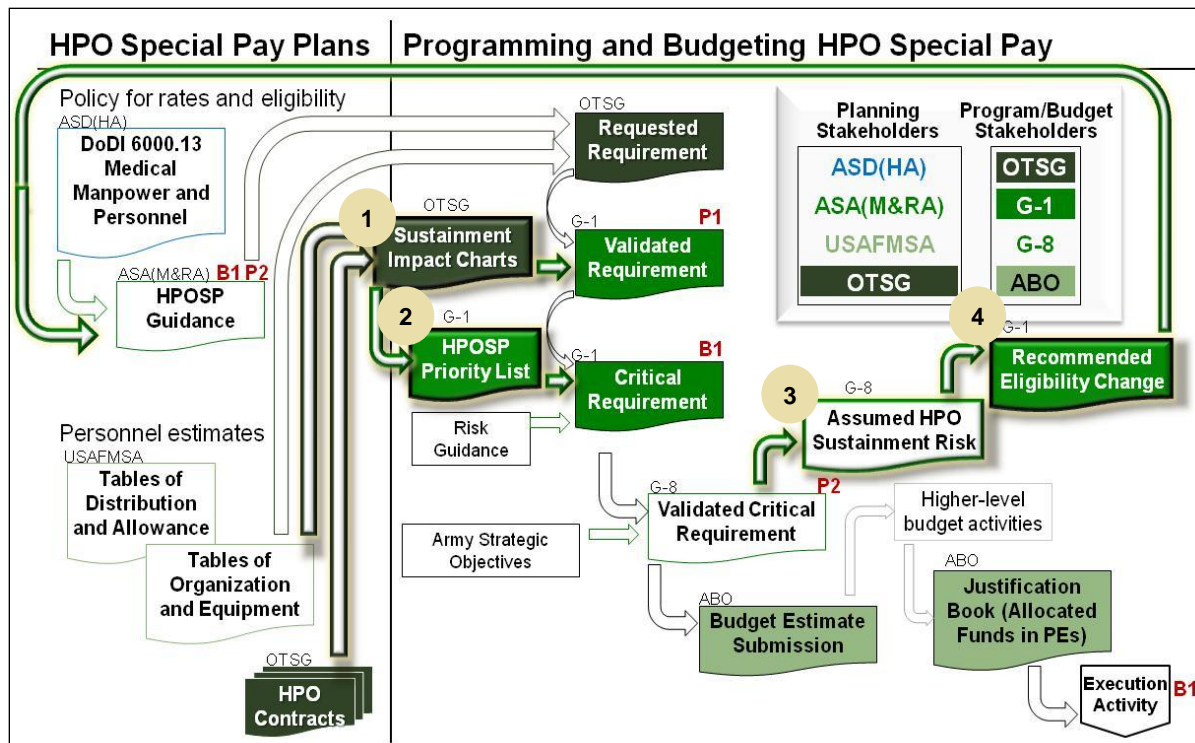 HPO Special Pay Plans
Programming and Budgeting HPO Special Pay
Policy for rates and eligibility
ASD(HA)
DoDI 6000.13
Medical
Manpower and
Personnel
ASA(M&RA) B1 P2
HPOSP
Guidance
Personnel estimates
USAFMSA
Tables of
Distribution
and Allowance
Tables of
Organization
and Equipment
OTSG
HPO
Contracts
OTSG
Requested
Requirement
1
OTSG
Sustainment
Impact Charts
G-1
P1
Validated
Requirement
2
G-1
HPOSP
Priority List
G-1
B1
Critical
Requirement
Risk
Guidance
G-8
P2
Validated Critical
Requirement
Army Strategic
Objectives
ABO
Budget Estimate
Submission
3
G-8
Assumed HPO
Sustainment Risk
4
G-1
Recommended
Eligibility Change
Higher-level
budget activities
ABO
Justification
Book (Allocated
Funds in PEs)
Execution
Activity
B1
Planning
Stakeholders
ASD(HA)
ASA(M&RA)
USAFMSA
OTSG
Program/Budget
Stakeholders
OTSG
G-1
G-8
ABO